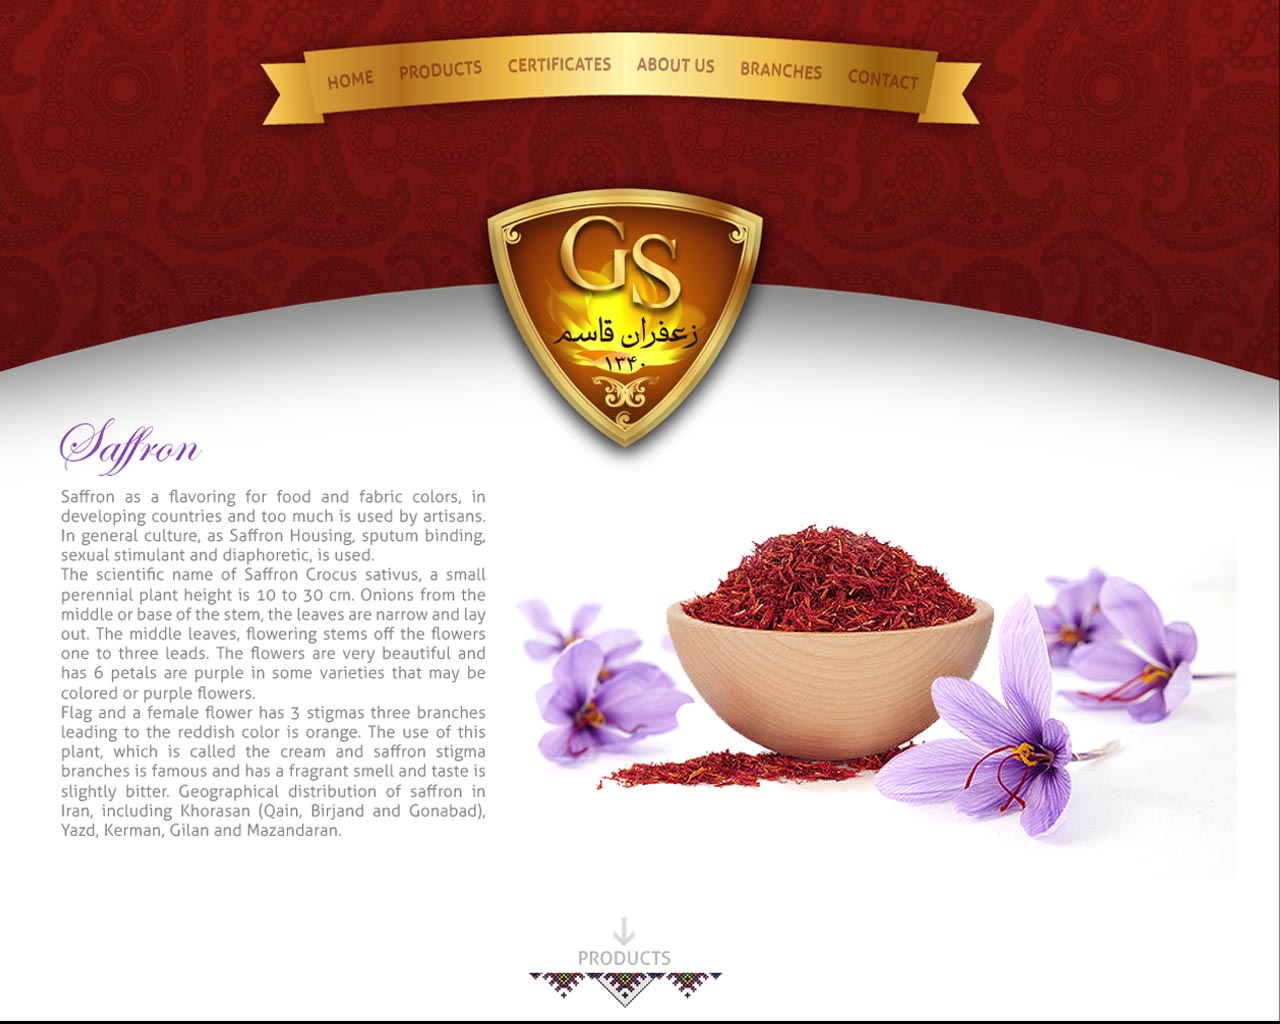 HOME PRODUCTS CERTIFICATES ABOUT US BRANCHES CONTACT
GS
زعفران قاسم
۱۳۴۰
Saffron
Saffron as a flavoring for food and fabric colors, in
developing countries and too much is used by artisans.
In general culture, as Saffron Housing, sputum binding,
sexual stimulant and diaphoretic, is used.
The scientific name of Saffron Crocus sativus, a small
perennial plant height is 10 to 30 cm. Onions from the
middle or base of the stem, the leaves are narrow and lay
out. The middle leaves, flowering stems off the flowers
one to three leads. The flowers are very beautiful and
has 6 petals are purple in some varieties that may be
colored or purple flowers.
Flag and a female flower has 3 stigmas three branches
leading to the reddish color is orange. The use of this
plant, which is called the cream and saffron stigma
branches is famous and has a fragrant smell and taste is
slightly bitter. Geographical distribution of saffron in
Iran, including Khorasan (Qain, Birjand and Gonabad),
Yazd, Kerman, Gilan and Mazandaran.
PRODUCTS